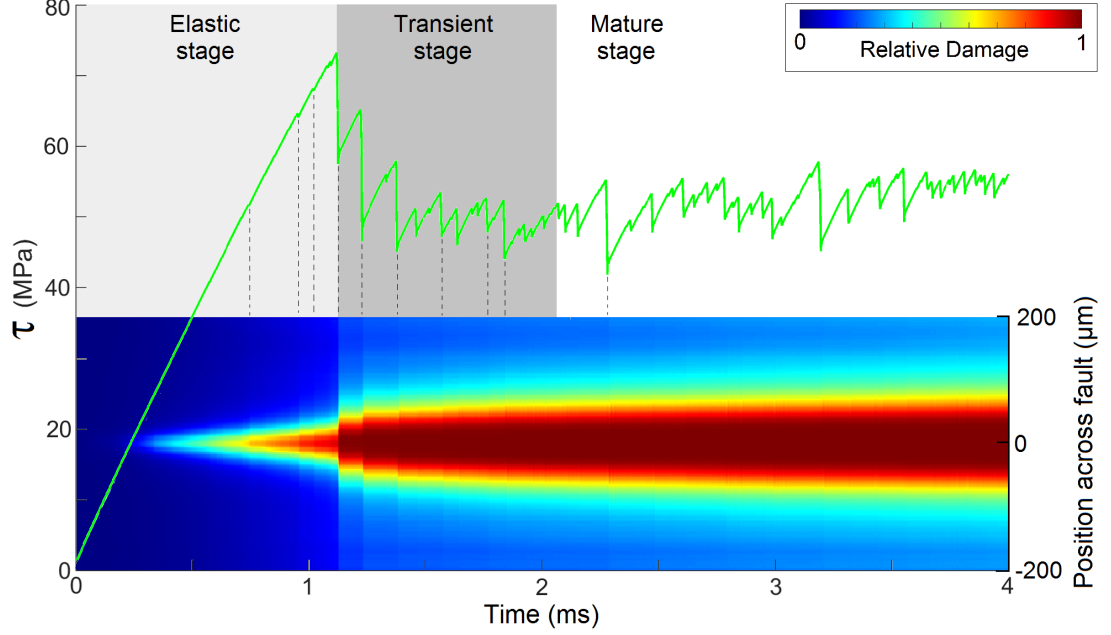 80
Elastic
stage
Transient
stage
Mature
stage
0
1
Relative Damage
60
40
τ (MPa)
20
0
200
0
-200
Position across fault (μm)
0
1
2
3
4
Time (ms)